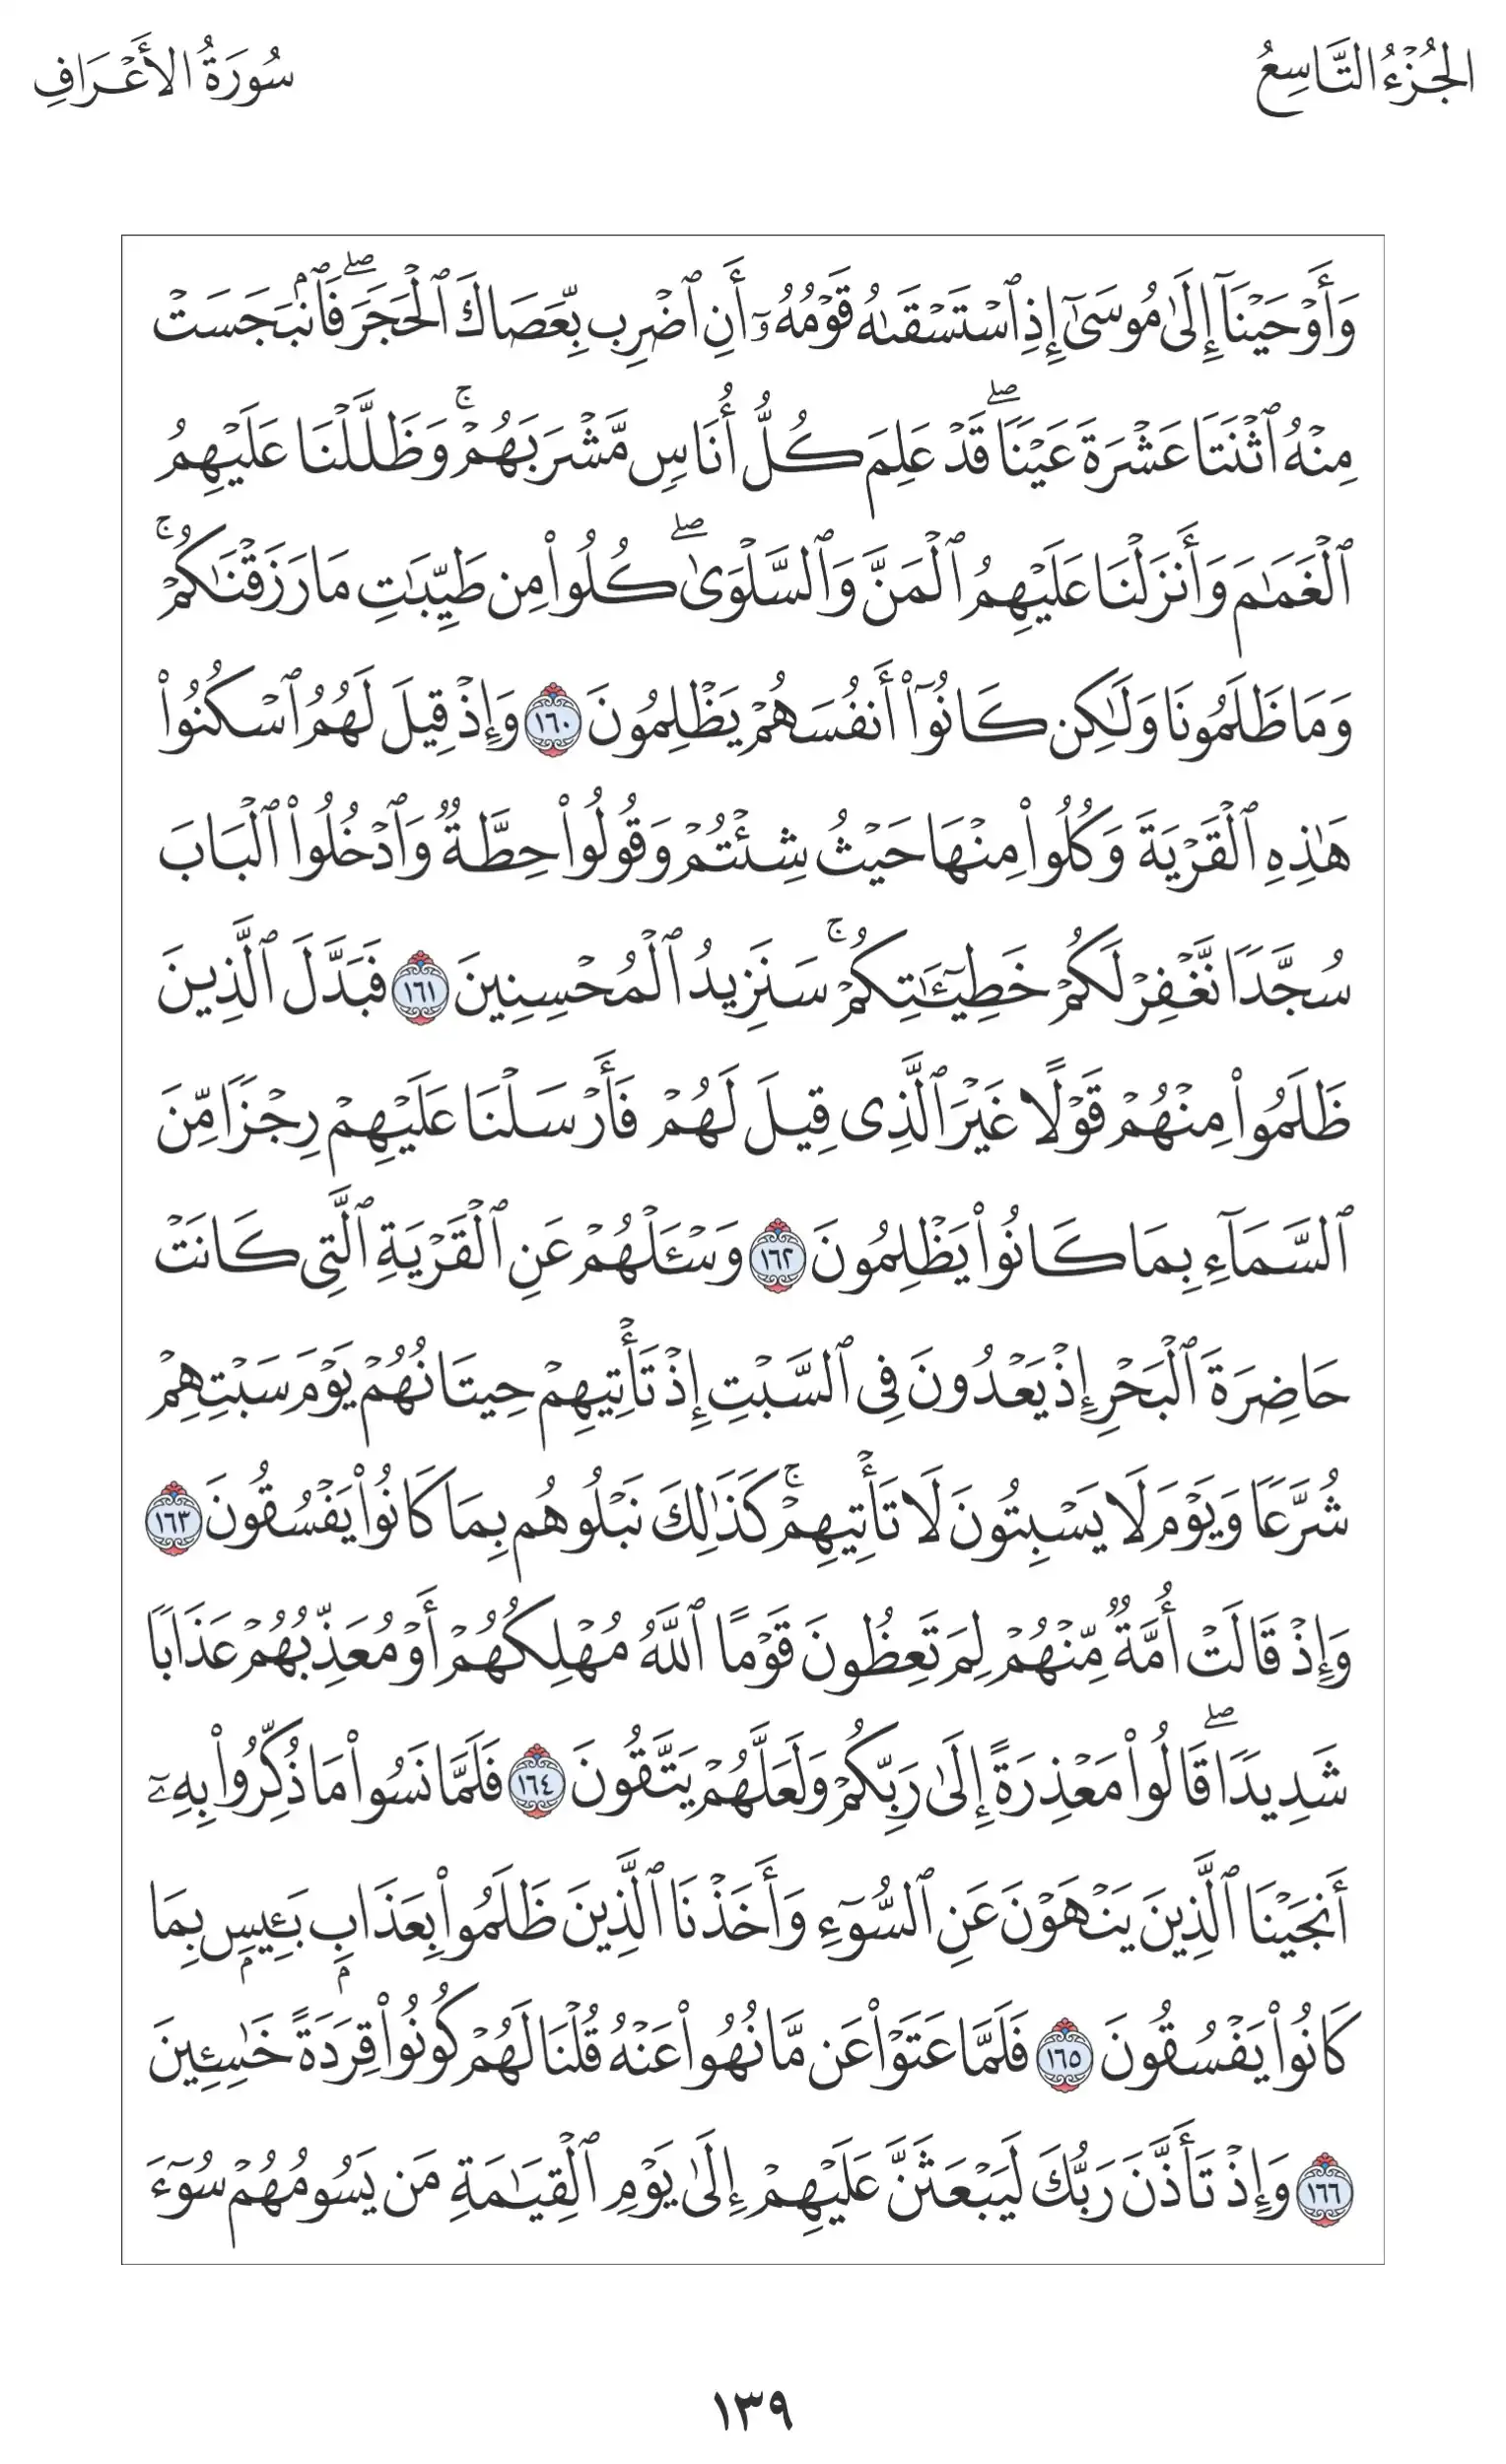 الجُزْءُ التَّاسِعُ
سُورَةُ الأَعْرَافِ
وَأَوْحَيْنَآ إِلَىٰ مُوسَىٰٓ إِذِ ٱسْتَسْقَىٰهُ قَوْمُهُۥٓ أَنِ ٱضْرِب بِّعَصَاكَ ٱلْحَجَرَ ۖ فَٱنۢبَجَسَتْ
مِنْهُ ٱثْنَتَا عَشْرَةَ عَيْنًا ۖ قَدْ عَلِمَ كُلُّ أُنَاسٍ مَّشْرَبَهُمْ ۚ وَظَلَّلْنَا عَلَيْهِمُ
ٱلْغَمَٰمَ وَأَنزَلْنَا عَلَيْهِمُ ٱلْمَنَّ وَٱلسَّلْوَىٰ ۖ كُلُوا۟ مِن طَيِّبَٰتِ مَا رَزَقْنَٰكُمْ ۚ
وَمَا ظَلَمُونَا وَلَٰكِن كَانُوٓا۟ أَنفُسَهُمْ يَظْلِمُونَ ١٦٠ وَإِذْ قِيلَ لَهُمُ ٱسْكُنُوا۟
هَٰذِهِ ٱلْقَرْيَةَ وَكُلُوا۟ مِنْهَا حَيْثُ شِئْتُمْ وَقُولُوا۟ حِطَّةٌ وَٱدْخُلُوا۟ ٱلْبَابَ
سُجَّدًا نَّغْفِرْ لَكُمْ خَطِيٓـَٰٔتِكُمْ ۚ سَنَزِيدُ ٱلْمُحْسِنِينَ ١٦١ فَبَدَّلَ ٱلَّذِينَ
ظَلَمُوا۟ مِنْهُمْ قَوْلًا غَيْرَ ٱلَّذِى قِيلَ لَهُمْ فَأَرْسَلْنَا عَلَيْهِمْ رِجْزًا مِّنَ
ٱلسَّمَآءِ بِمَا كَانُوا۟ يَظْلِمُونَ ١٦٢ وَسْـَٔلْهُمْ عَنِ ٱلْقَرْيَةِ ٱلَّتِى كَانَتْ
حَاضِرَةَ ٱلْبَحْرِ إِذْ يَعْدُونَ فِى ٱلسَّبْتِ إِذْ تَأْتِيهِمْ حِيتَانُهُمْ يَوْمَ سَبْتِهِمْ
شُرَّعًا وَيَوْمَ لَا يَسْبِتُونَ لَا تَأْتِيهِمْ ۚ كَذَٰلِكَ نَبْلُوهُم بِمَا كَانُوا۟ يَفْسُقُونَ ١٦٣
وَإِذْ قَالَتْ أُمَّةٌ مِّنْهُمْ لِمَ تَعِظُونَ قَوْمًا ٱللَّهُ مُهْلِكُهُمْ أَوْ مُعَذِّبُهُمْ عَذَابًا
شَدِيدًا ۖ قَالُوا۟ مَعْذِرَةً إِلَىٰ رَبِّكُمْ وَلَعَلَّهُمْ يَتَّقُونَ ١٦٤ فَلَمَّا نَسُوا۟ مَا ذُكِّرُوا۟ بِهِۦٓ
أَنجَيْنَا ٱلَّذِينَ يَنْهَوْنَ عَنِ ٱلسُّوٓءِ وَأَخَذْنَا ٱلَّذِينَ ظَلَمُوا۟ بِعَذَابٍۭ بَـِٔيسٍۭ بِمَا
كَانُوا۟ يَفْسُقُونَ ١٦٥ فَلَمَّا عَتَوْا۟ عَن مَّا نُهُوا۟ عَنْهُ قُلْنَا لَهُمْ كُونُوا۟ قِرَدَةً خَٰسِـِٔينَ
١٦٦ وَإِذْ تَأَذَّنَ رَبُّكَ لَيَبْعَثَنَّ عَلَيْهِمْ إِلَىٰ يَوْمِ ٱلْقِيَٰمَةِ مَن يَسُومُهُمْ سُوٓءَ
١٣٩